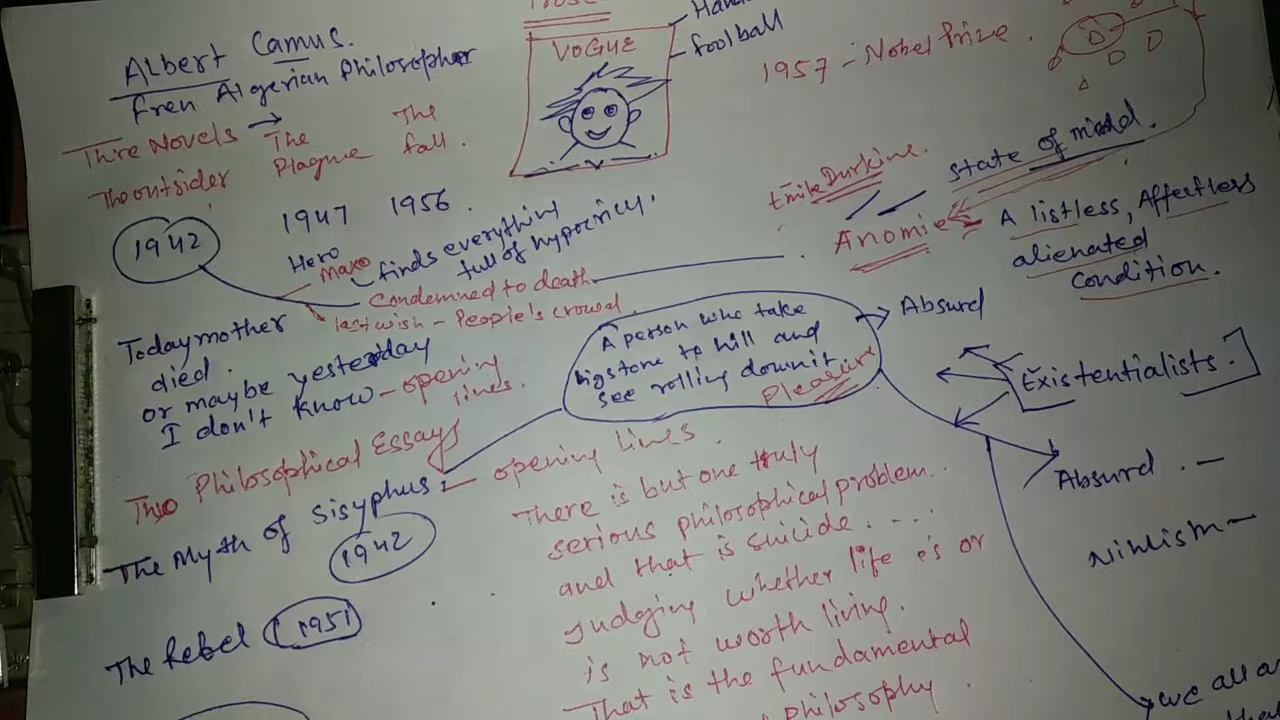 Albert Camus.
Fren Algerian Philosopher
Three Novels → The The
The outsider Plague fall.
1942 1947 1956.
VOGUE
foolball
1957 - Nobel Prize.
D
D
D
Hero
finds everything
full of hypocricy.
Condemned to death
last wish - People's crowd
Emile Durkine.
State of mind.
Anomie
A listless, Affectless
alienated
Condition.
Today mother
died.
or maybe yesterday
I don't know - opening
lines.
A person who take
bigstone to hill and
see rolling down it
Pleasure
Absurd
Existentialists.
Absurd. -
Nihlism -
we all a
Two Philosophical Essays
The Myth of Sisyphus:
1942
The Rebel (1951
opening lines.
There is but one truly
serious philosophical problem.
and that is suicide. ...
Judging whether life is or
is not worth living.
That is the fundamental
philosophy.